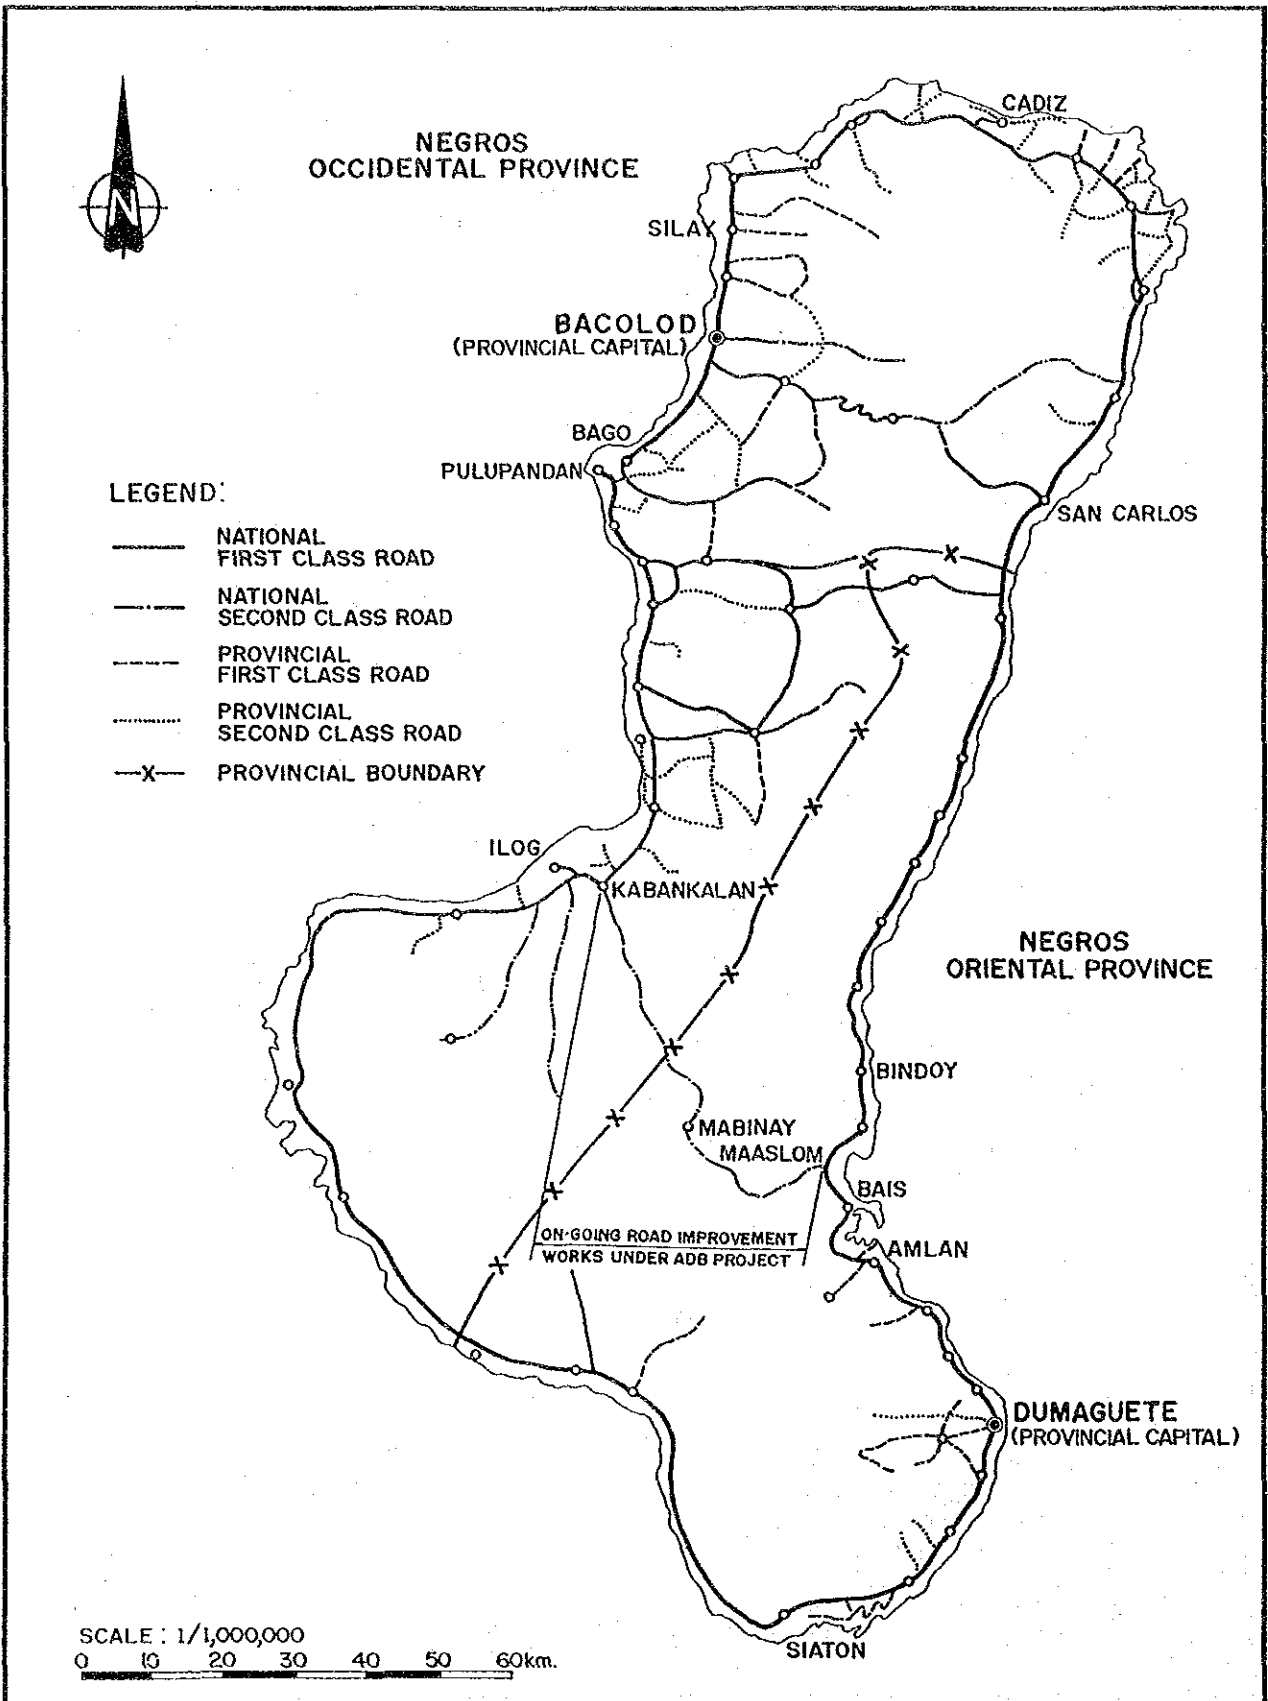 N
NEGROS
OCCIDENTAL PROVINCE
CADIZ
SILAY
BACOLOD
(PROVINCIAL CAPITAL)
BAGO
PULUPANDAN
SAN CARLOS
LEGEND:
NATIONAL
FIRST CLASS ROAD
NATIONAL
SECOND CLASS ROAD
PROVINCIAL
FIRST CLASS ROAD
PROVINCIAL
SECOND CLASS ROAD
—X— PROVINCIAL BOUNDARY
ILOG
KABANKALAN
NEGROS
ORIENTAL PROVINCE
BINDOY
MABINAY
MAASLOM
BAIS
ON-GOING ROAD IMPROVEMENT
WORKS UNDER ADB PROJECT
AMLAN
DUMAGUETE
(PROVINCIAL CAPITAL)
SIATON
SCALE : 1/1,000,000
0 10 20 30 40 50 60km.